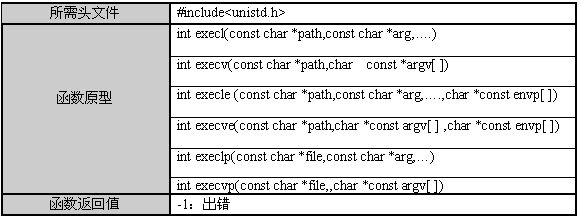 所需头文件
#include<unistd.h>
函数原型
int execl(const char *path,const char *arg,....)
int execv(const char *path,char const *argv[ ])
int execle (const char *path,const char *arg,....,char *const envp[ ])
int execve(const char *path,char *const argv[ ] ,char *const envp[ ])
int execlp(const char *file,const char *arg,...)
int execvp(const char *file,,char *const argv[ ])
函数返回值
-1：出错